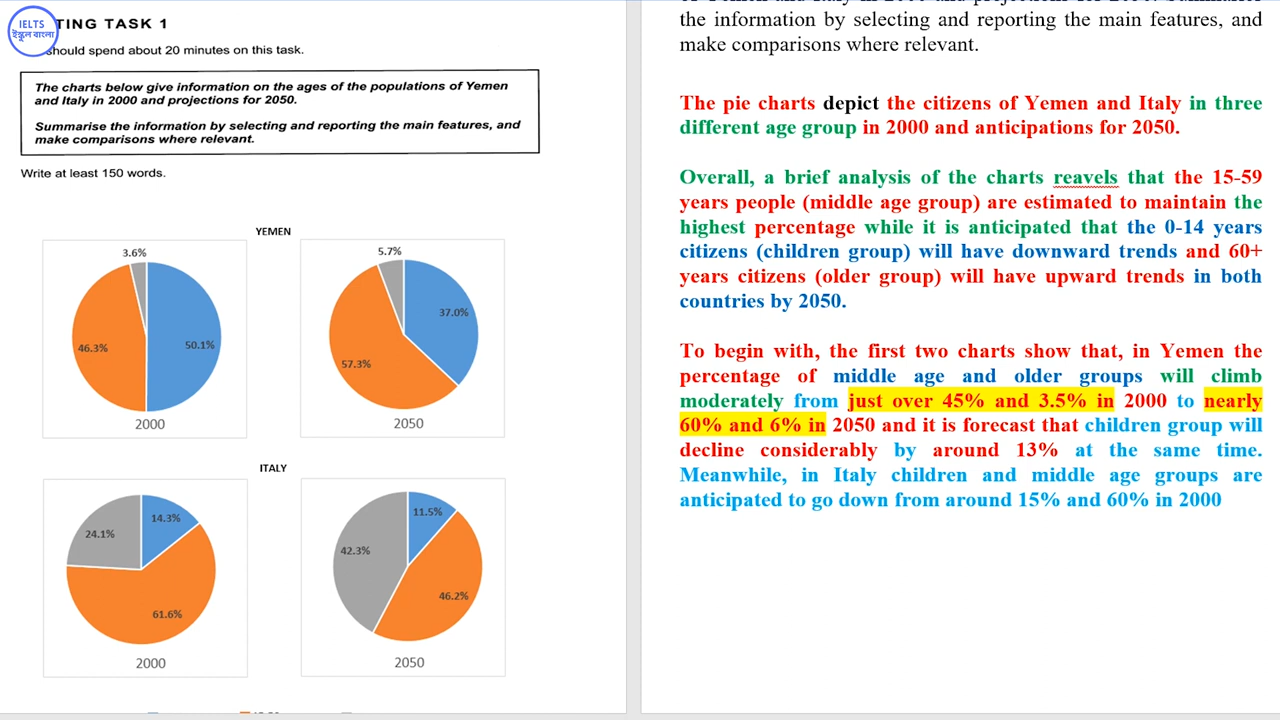 IELTS
ইস্কুল বাংলা
TING TASK 1
should spend about 20 minutes on this task.
The charts below give information on the ages of the populations of Yemen
and Italy in 2000 and projections for 2050.
Summarise the information by selecting and reporting the main features, and
make comparisons where relevant.
Write at least 150 words.
YEMEN
3.6%
46.3%
50.1%
2000
5.7%
37.0%
57.3%
2050
ITALY
14.3%
24.1%
61.6%
2000
11.5%
42.3%
46.2%
2050
the information by selecting and reporting the main features, and
make comparisons where relevant.
The pie charts depict the citizens of Yemen and Italy in three
different age group in 2000 and anticipations for 2050.
Overall, a brief analysis of the charts reavels that the 15-59
years people (middle age group) are estimated to maintain the
highest percentage while it is anticipated that the 0-14 years
citizens (children group) will have downward trends and 60+
years citizens (older group) will have upward trends in both
countries by 2050.
To begin with, the first two charts show that, in Yemen the
percentage of middle age and older groups will climb
moderately from just over 45% and 3.5% in 2000 to nearly
60% and 6% in 2050 and it is forecast that children group will
decline considerably by around 13% at the same time.
Meanwhile, in Italy children and middle age groups are
anticipated to go down from around 15% and 60% in 2000